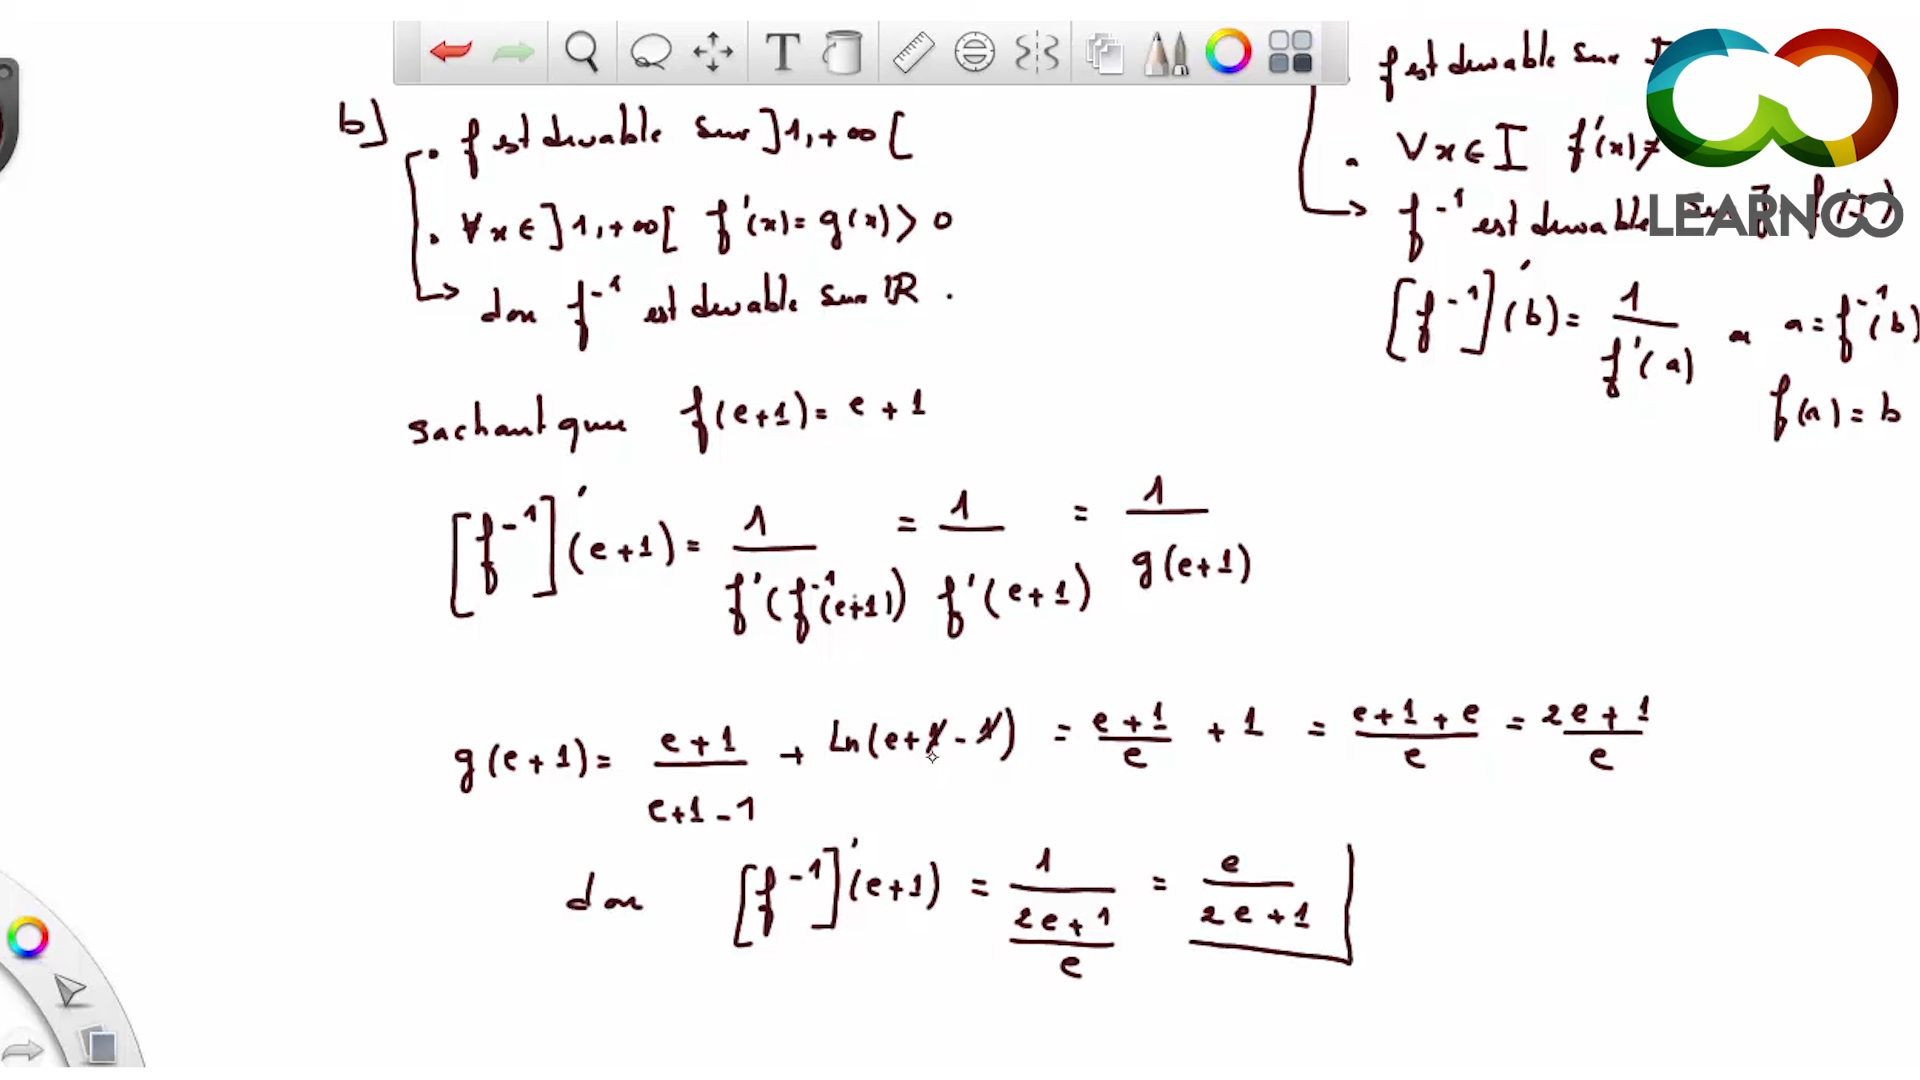 b] . f est dérivable sur ]1,+∞[
. ∀x∈]1,+∞[ f'(x)=g(x)>0
donc f⁻¹ est dérivable sur ℝ.
sachant que f(e+1)=e+1
[f⁻¹]'(e+1)= 1/f'(f⁻¹(e+1)) = 1/f'(e+1) = 1/g(e+1)
g(e+1)= (e+1)/(e+1-1) + Ln(e+1-1) = (e+1)/e + 1 = (e+1+e)/e = (2e+1)/e
donc [f⁻¹]'(e+1) = 1/((2e+1)/e) = e/(2e+1)
f est dérivable sur I
. ∀x∈I f'(x)≠
f⁻¹ est dérivable sur
[f⁻¹]'(b)= 1/f'(a) a=f⁻¹(b)
f(a)=b
LEARNOO
T